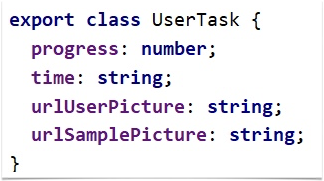 export class UserTask {
progress: number;
time: string;
urlUserPicture: string;
urlSamplePicture: string;
}